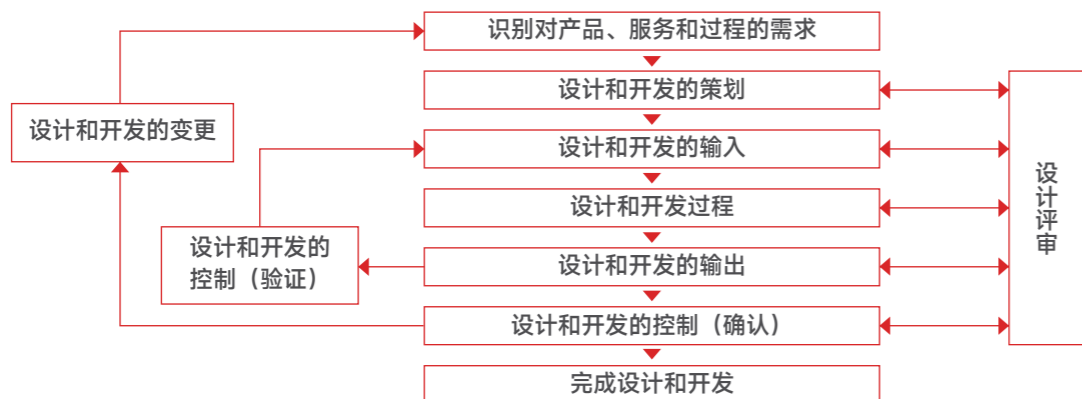 识别对产品、服务和过程的需求
设计和开发的策划
设计和开发的变更
设计和开发的输入
设计和开发过程
设计评审
设计和开发的
控制（验证）
设计和开发的输出
设计和开发的控制（确认）
完成设计和开发